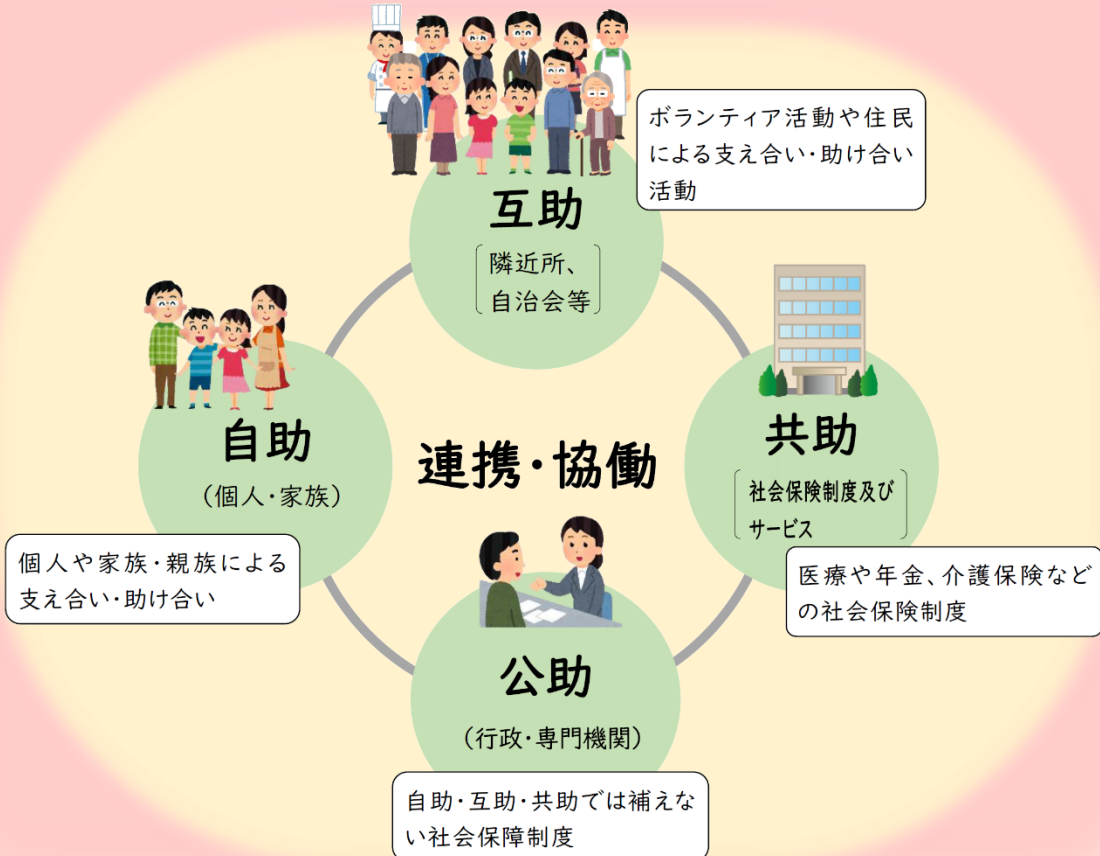 ボランティア活動や住民
による支え合い・助け合い
活動
互助
隣近所、
自治会等
自助
（個人・家族）
個人や家族・親族による
支え合い・助け合い
連携・協働
共助
社会保険制度及び
サービス
医療や年金、介護保険など
の社会保険制度
公助
（行政・専門機関）
自助・互助・共助では補えな
い社会保障制度